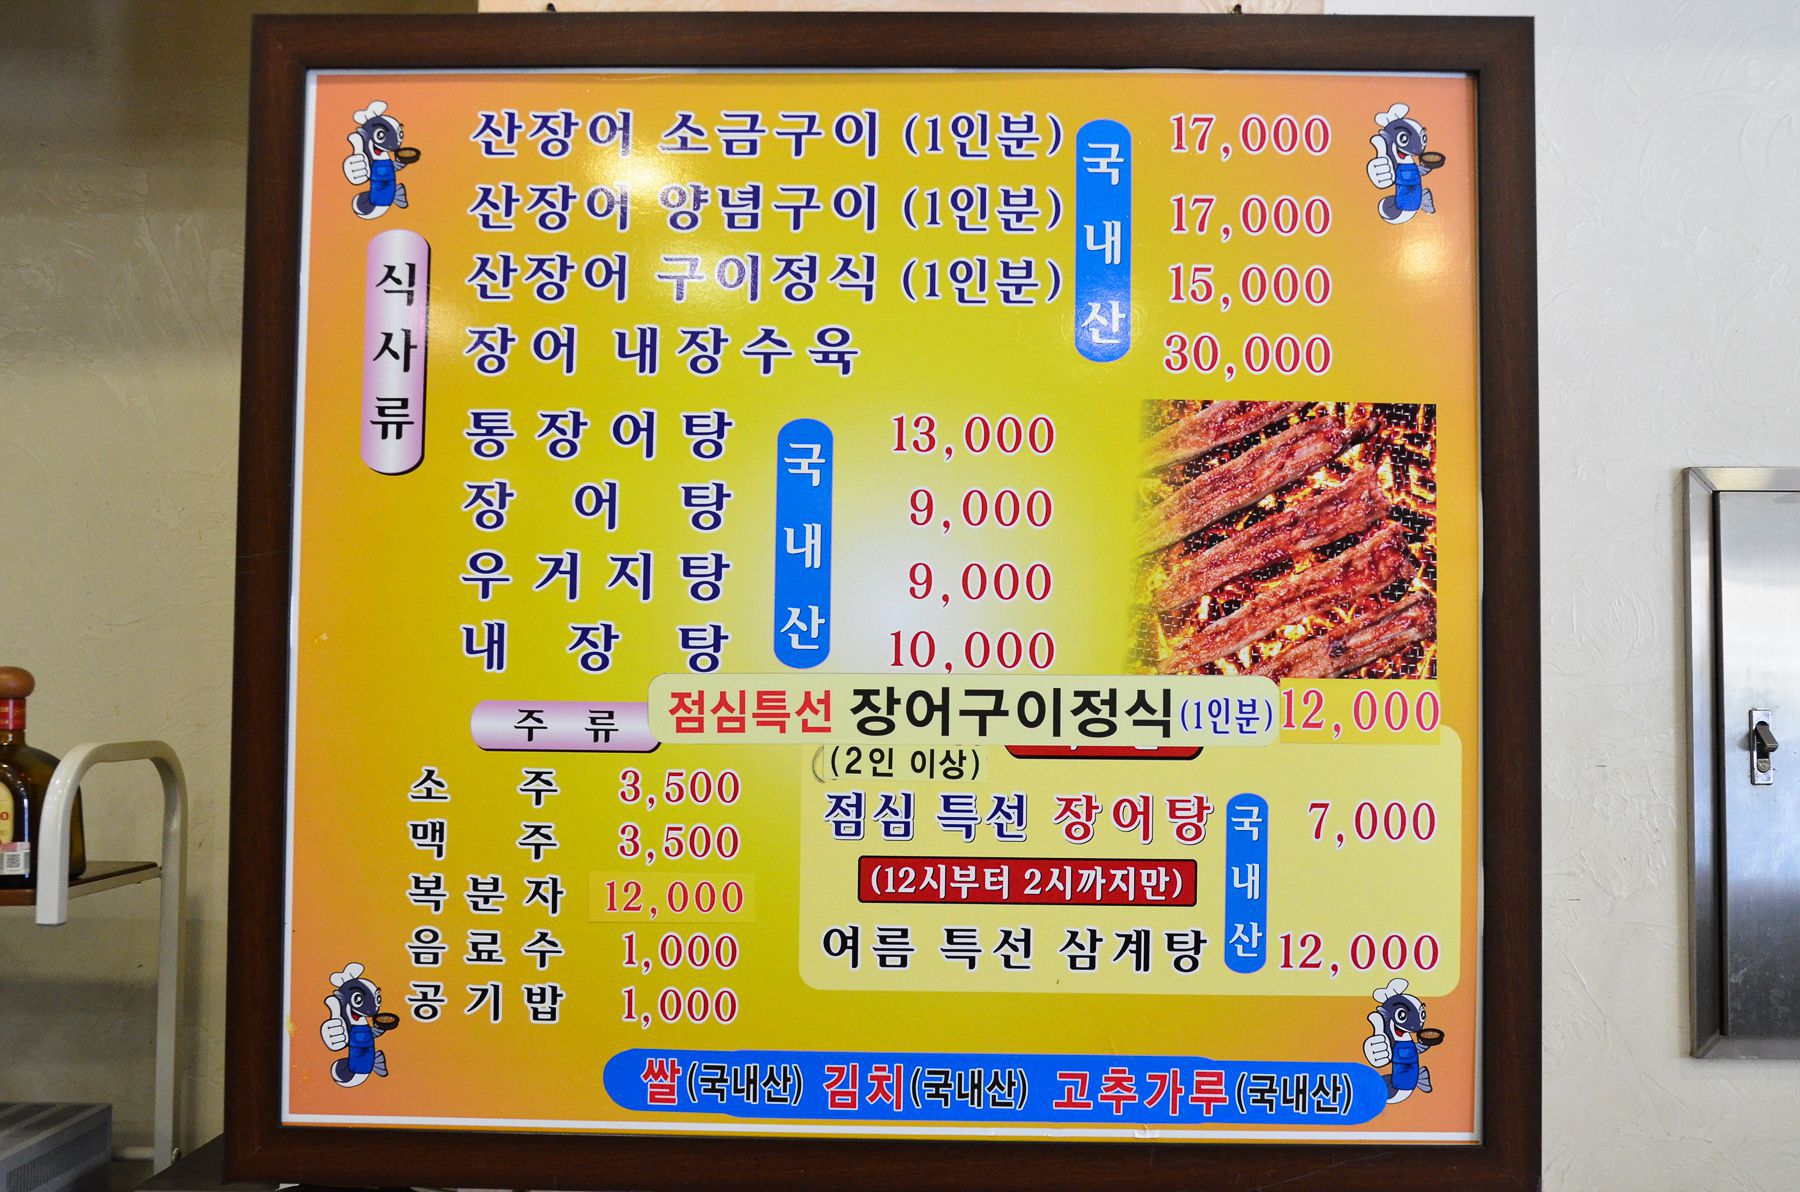 식사류
산장어 소금구이 (1인분) 17,000
산장어 양념구이 (1인분) 17,000
산장어 구이정식 (1인분) 15,000
장어 내장수육 30,000
국내산
통장어탕 13,000
장어탕 9,000
우거지탕 9,000
내장탕 10,000
국내산
점심특선 장어구이정식(1인분) 12,000
(2인 이상)
주류
소주 3,500
맥주 3,500
복분자 12,000
음료수 1,000
공기밥 1,000
점심 특선 장어탕 7,000
(12시부터 2시까지만)
여름 특선 삼계탕 12,000
국내산
쌀(국내산) 김치(국내산) 고추가루(국내산)